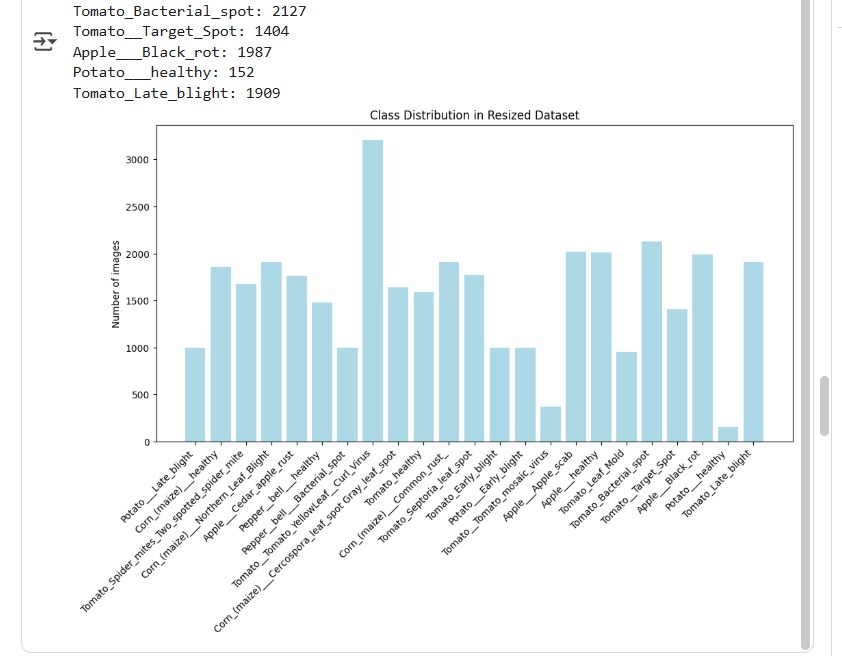 Tomato_Bacterial_spot: 2127
Tomato__Target_Spot: 1404
Apple___Black_rot: 1987
Potato___healthy: 152
Tomato_Late_blight: 1909
Class Distribution in Resized Dataset
Number of images
3000
2500
2000
1500
1000
500
0
Potato___Late_blight
Corn_(maize)___healthy
Tomato_Spider_mites_Two_spotted_spider_mite
Corn_(maize)___Northern_Leaf_Blight
Apple___Cedar_apple_rust
Pepper__bell___healthy
Pepper__bell___Bacterial_spot
Tomato__Tomato_YellowLeaf__Curl_Virus
Corn_(maize)___Cercospora_leaf_spot Gray_leaf_spot
Tomato_healthy
Corn_(maize)___Common_rust_
Tomato_Septoria_leaf_spot
Tomato_Early_blight
Potato___Early_blight
Tomato__Tomato_mosaic_virus
Apple___Apple_scab
Apple___healthy
Tomato_Leaf_Mold
Tomato_Bacterial_spot
Tomato__Target_Spot
Apple___Black_rot
Potato___healthy
Tomato_Late_blight